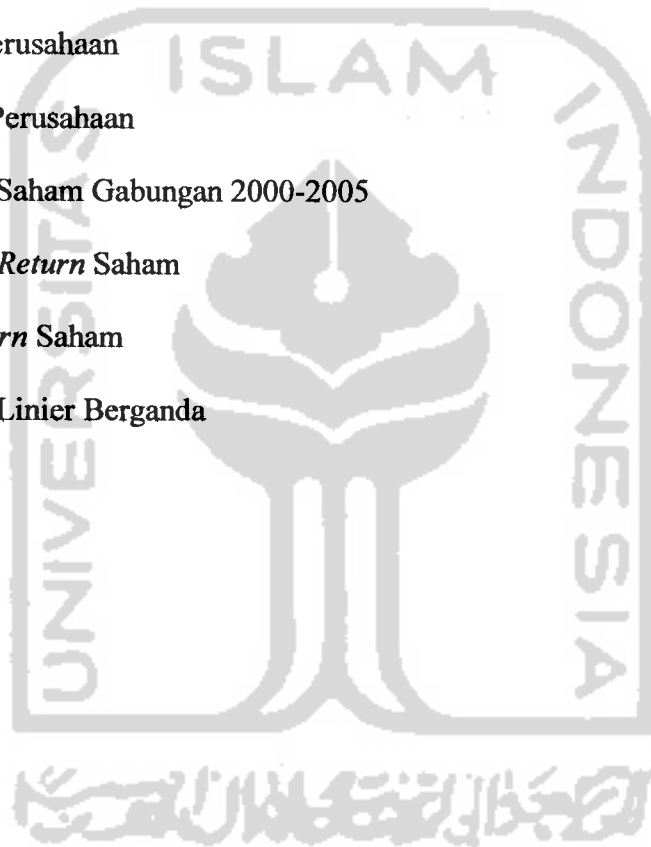 erusahaan
Perusahaan
Saham Gabungan 2000-2005
Return Saham
rn Saham
Linier Berganda
ISLAM
UNIVERSITAS
INDONESIA